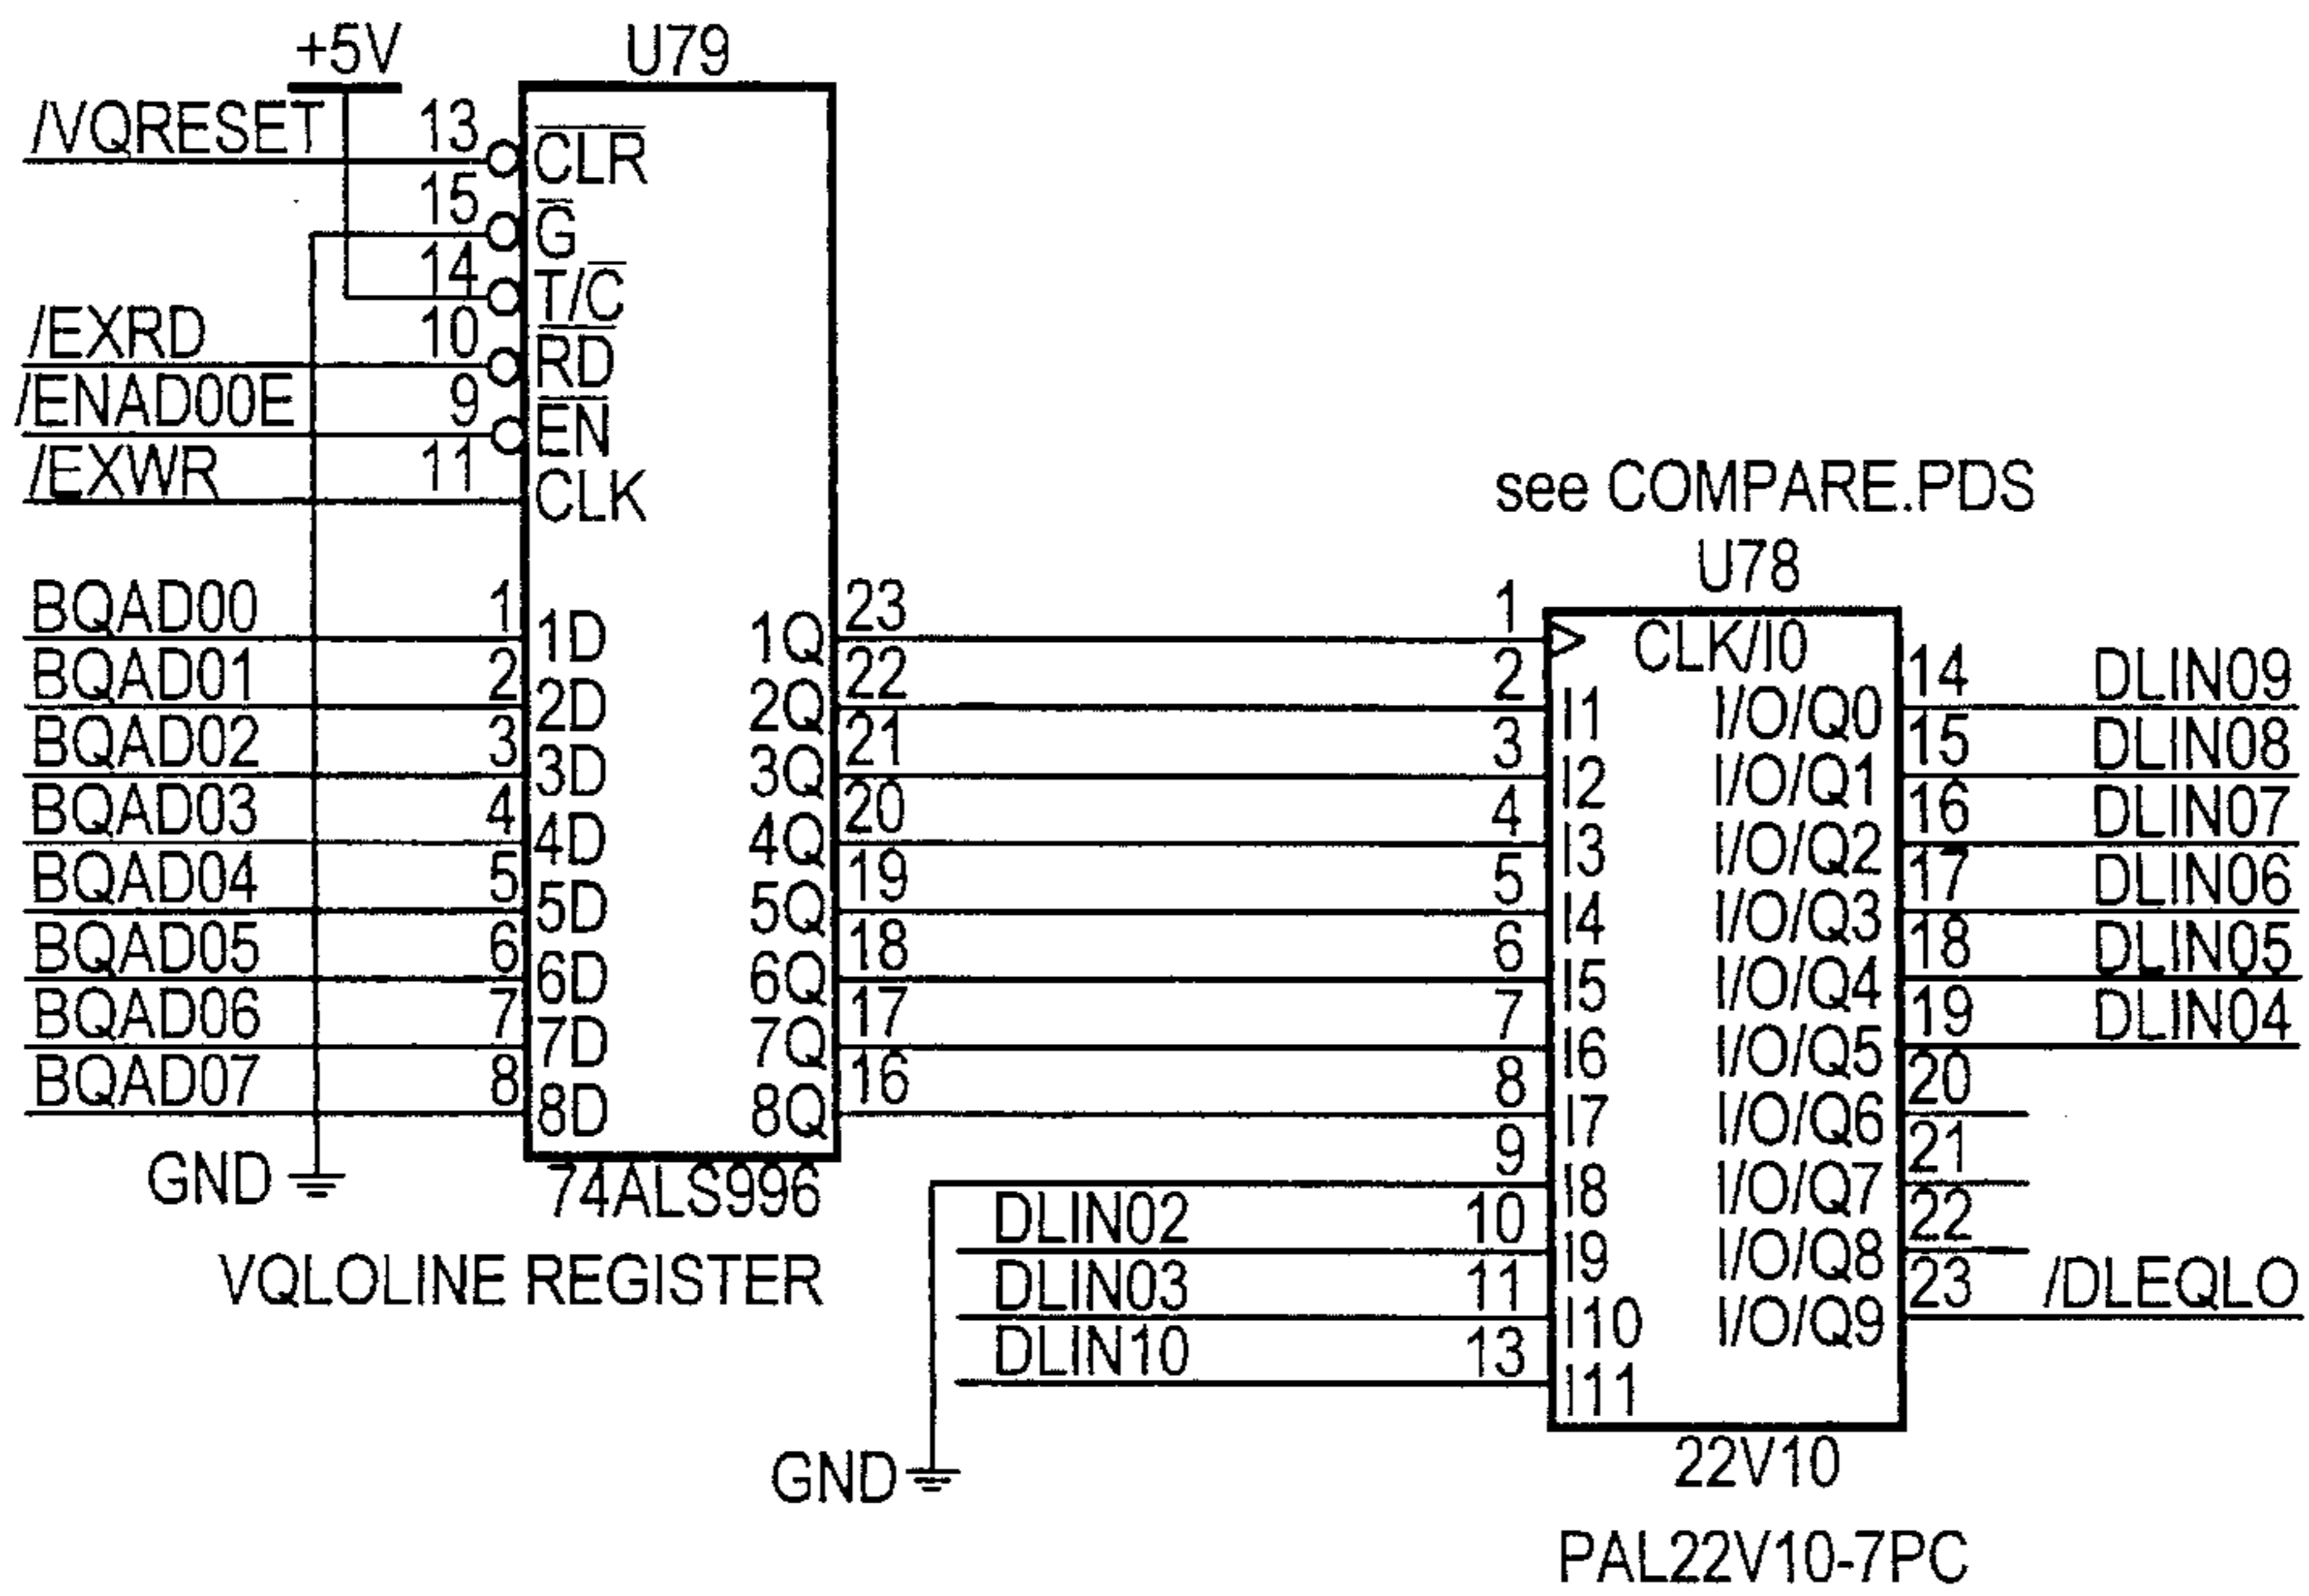 +5V U79
/VQRESET 13 CLR
15 G
14 T/C
/EXRD 10 RD
/ENAD00E 9 EN
/EXWR 11 CLK
see COMPARE.PDS
U78
BQAD00 1 1D 1Q 23 1 CLK/I0
BQAD01 2 2D 2Q 22 2 I1 I/O/Q0 14 DLIN09
BQAD02 3 3D 3Q 21 3 I2 I/O/Q1 15 DLIN08
BQAD03 4 4D 4Q 20 4 I3 I/O/Q2 16 DLIN07
BQAD04 5 5D 5Q 19 5 I4 I/O/Q3 17 DLIN06
BQAD05 6 6D 6Q 18 6 I5 I/O/Q4 18 DLIN05
BQAD06 7 7D 7Q 17 7 I6 I/O/Q5 19 DLIN04
BQAD07 8 8D 8Q 16 8 I7 I/O/Q6 20
GND 74ALS996 9 I8 I/O/Q7 21
DLIN02 10 I9 I/O/Q8 22
VQLOLINE REGISTER DLIN03 11 I10 I/O/Q9 23 /DLEQLO
DLIN10 13 I11
GND 22V10
PAL22V10-7PC